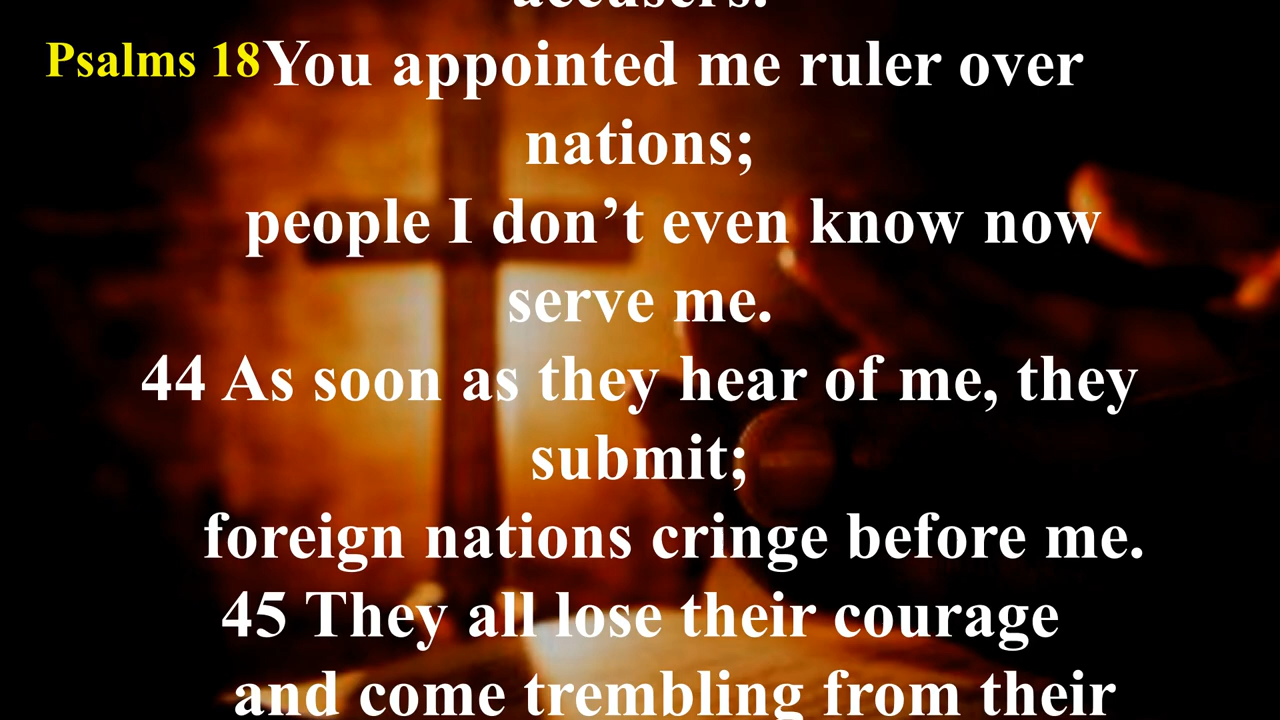 accusers.
Psalms 18
You appointed me ruler over
nations;
people I don’t even know now
serve me.
44 As soon as they hear of me, they
submit;
foreign nations cringe before me.
45 They all lose their courage
and come trembling from their